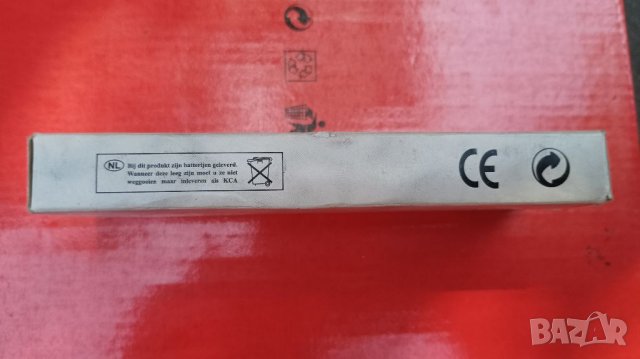 NL Bij dit produkt zijn batterijen geleverd.
Wanneer deze leeg zijn moet u ze niet
weggooien maar inleveren als KCA
CE
BAZAR